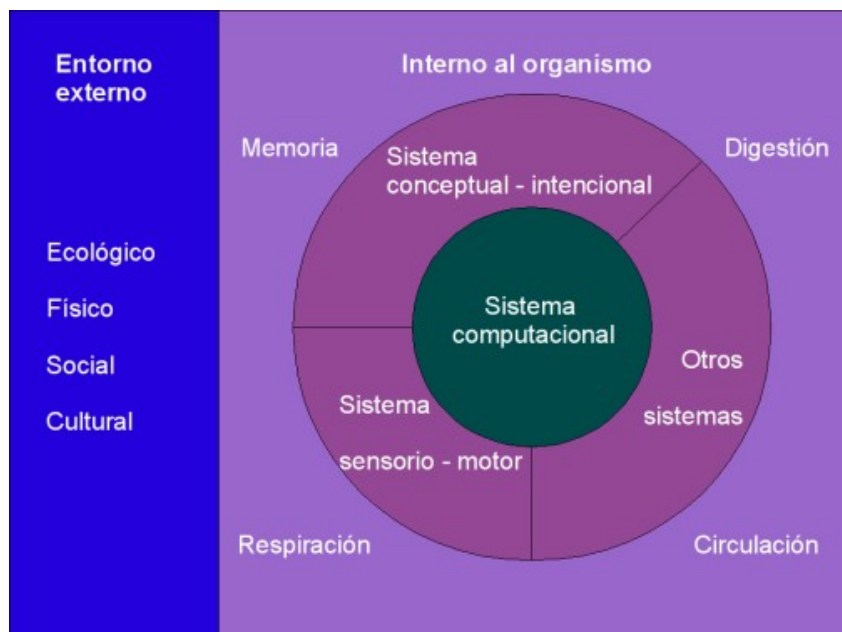 Entorno
externo
Ecológico
Físico
Social
Cultural
Interno al organismo
Memoria
Digestión
Sistema
conceptual - intencional
Sistema
computacional
Otros
sistemas
Sistema
sensorio - motor
Respiración
Circulación